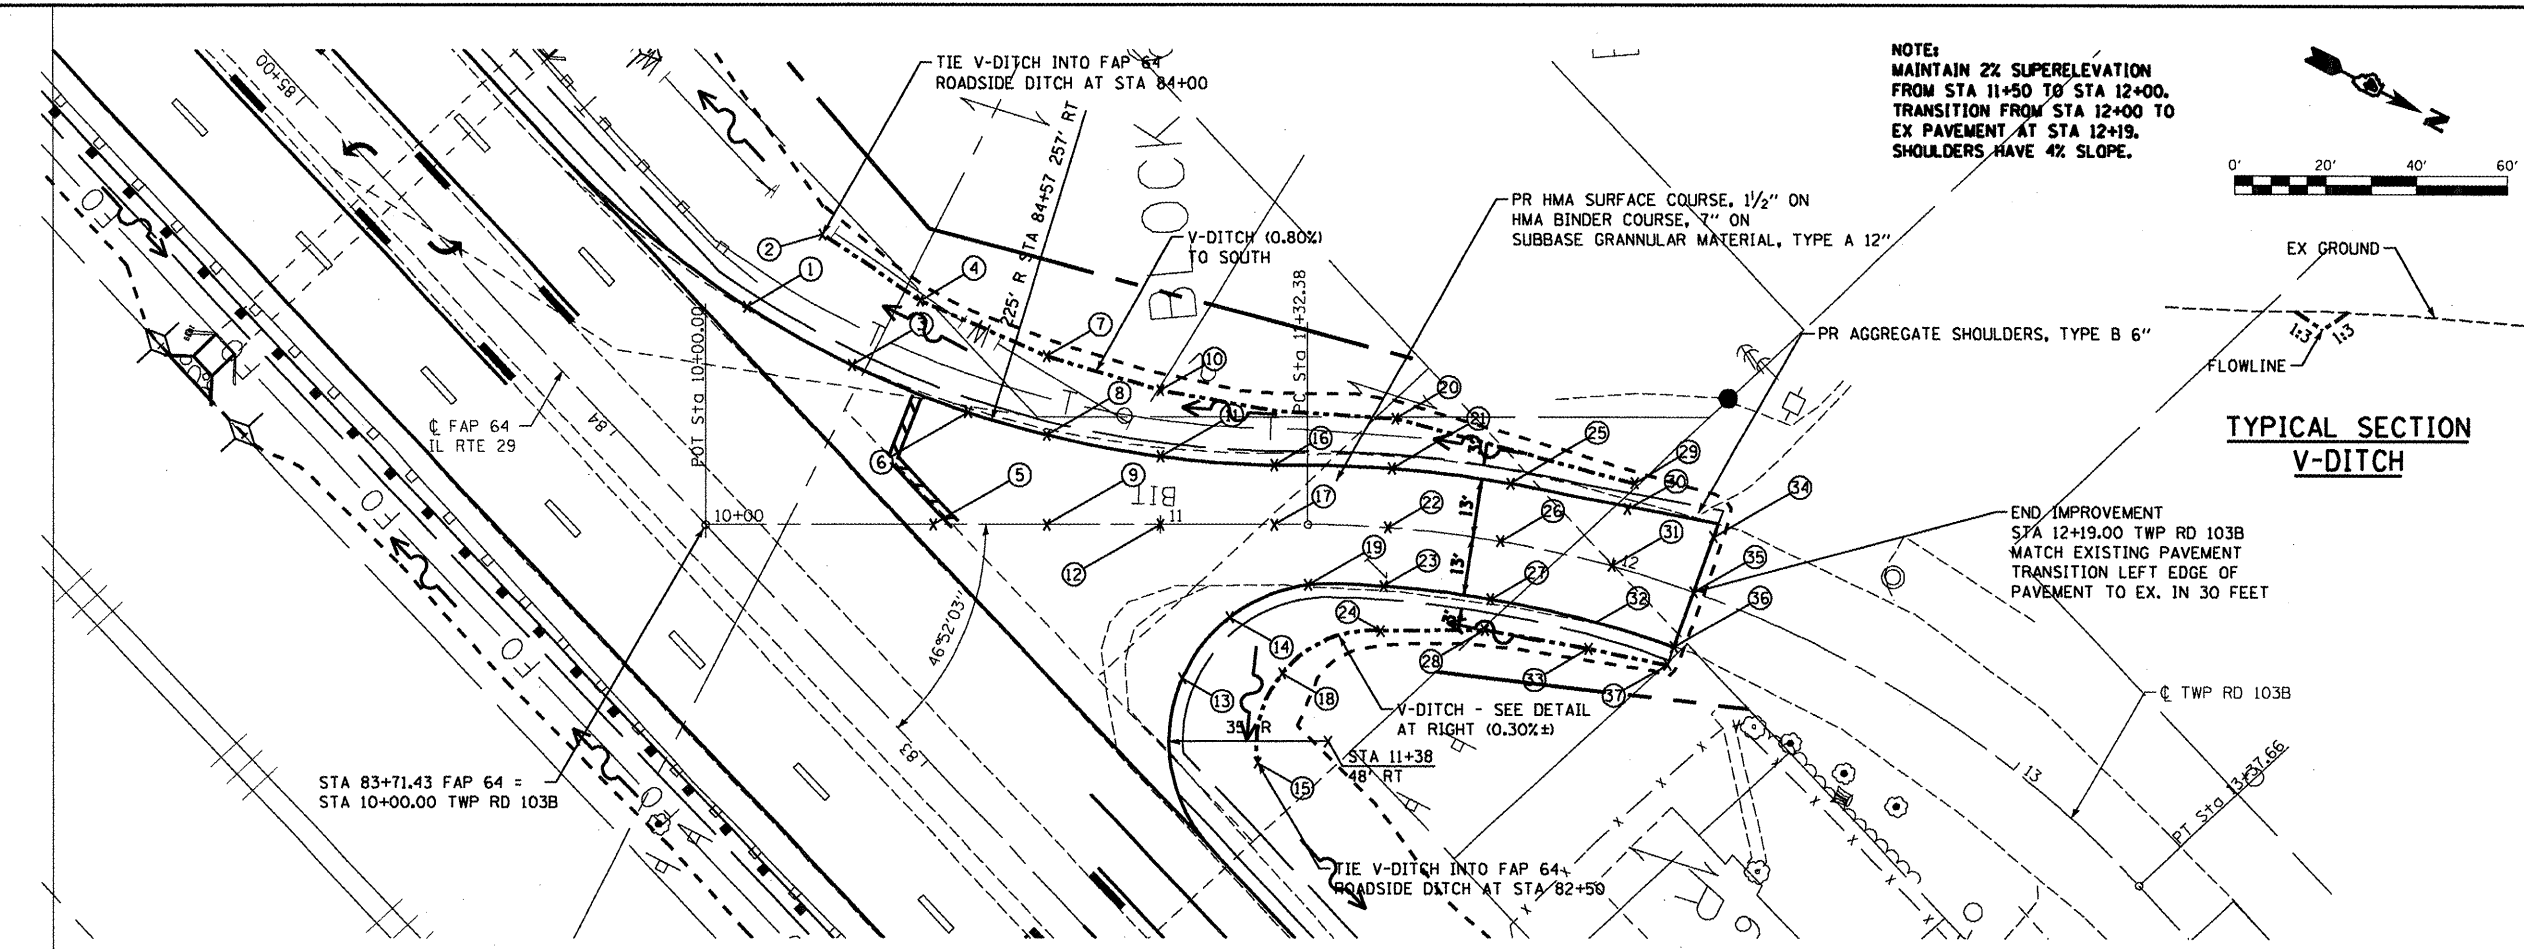 TIE V-DITCH INTO FAP 64
ROADSIDE DITCH AT STA 84+00
NOTE:
MAINTAIN 2% SUPERELEVATION
FROM STA 11+50 TO STA 12+00.
TRANSITION FROM STA 12+00 TO
EX PAVEMENT AT STA 12+19.
SHOULDERS HAVE 4% SLOPE.
N
0' 20' 40' 60'
85+00
225' R STA 84+57 257' RT
BLOCK
V-DITCH (0.80%)
TO SOUTH
PR HMA SURFACE COURSE, 1½" ON
HMA BINDER COURSE, 7" ON
SUBBASE GRANNULAR MATERIAL, TYPE A 12"
EX GROUND
1:3 1:3
FLOWLINE
TYPICAL SECTION
V-DITCH
PR AGGREGATE SHOULDERS, TYPE B 6"
POT Sta 10+00.00
PC Sta 11+32.38
℄ FAP 64
IL RTE 29
84
FO
FO
FO
10+00
BIT
11
12
13'
13'
46°52'03"
83
2
1
4
3
7
10
8
11
6
5
9
16
17
12
20
21
25
29
30
34
22
26
31
35
19
23
27
32
36
24
14
28
33
37
13
18
15
35' R
END IMPROVEMENT
STA 12+19.00 TWP RD 103B
MATCH EXISTING PAVEMENT
TRANSITION LEFT EDGE OF
PAVEMENT TO EX. IN 30 FEET
℄ TWP RD 103B
V-DITCH - SEE DETAIL
AT RIGHT (0.30%±)
STA 11+38
48' RT
13
PT Sta 13+37.66
STA 83+71.43 FAP 64 =
STA 10+00.00 TWP RD 103B
TIE V-DITCH INTO FAP 64
ROADSIDE DITCH AT STA 82+50